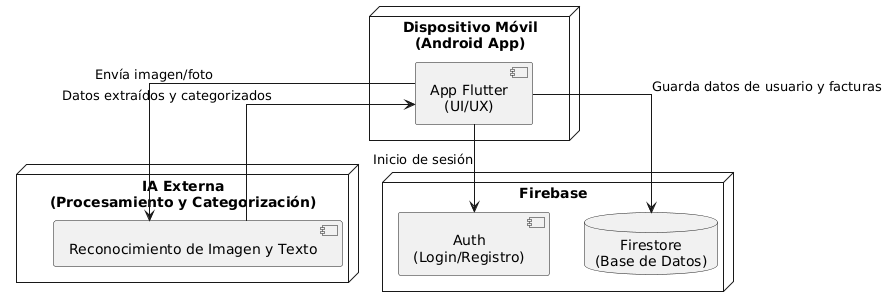 Dispositivo Móvil
(Android App)
App Flutter
(UI/UX)
Envía imagen/foto
Datos extraídos y categorizados
Guarda datos de usuario y facturas
Inicio de sesión
IA Externa
(Procesamiento y Categorización)
Reconocimiento de Imagen y Texto
Firebase
Auth
(Login/Registro)
Firestore
(Base de Datos)